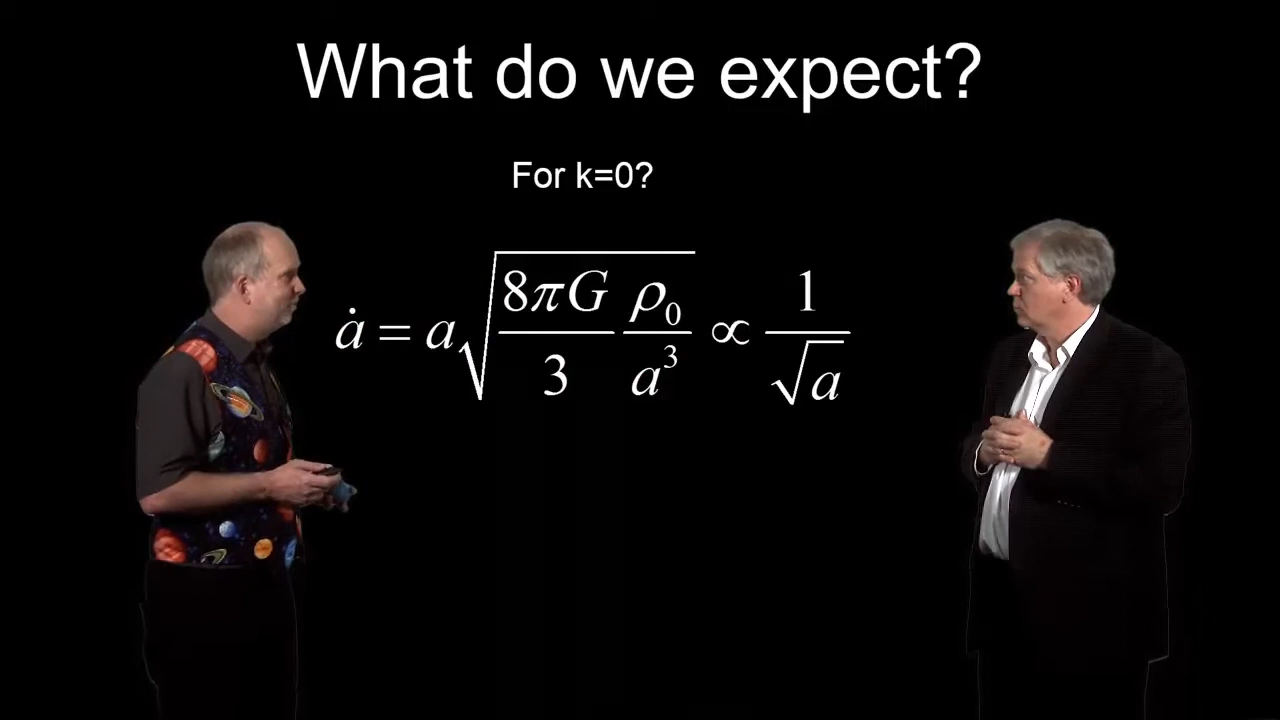 What do we expect?
For k=0?
ȧ = a√(8πG/3 ρ₀/a³) ∝ 1/√a